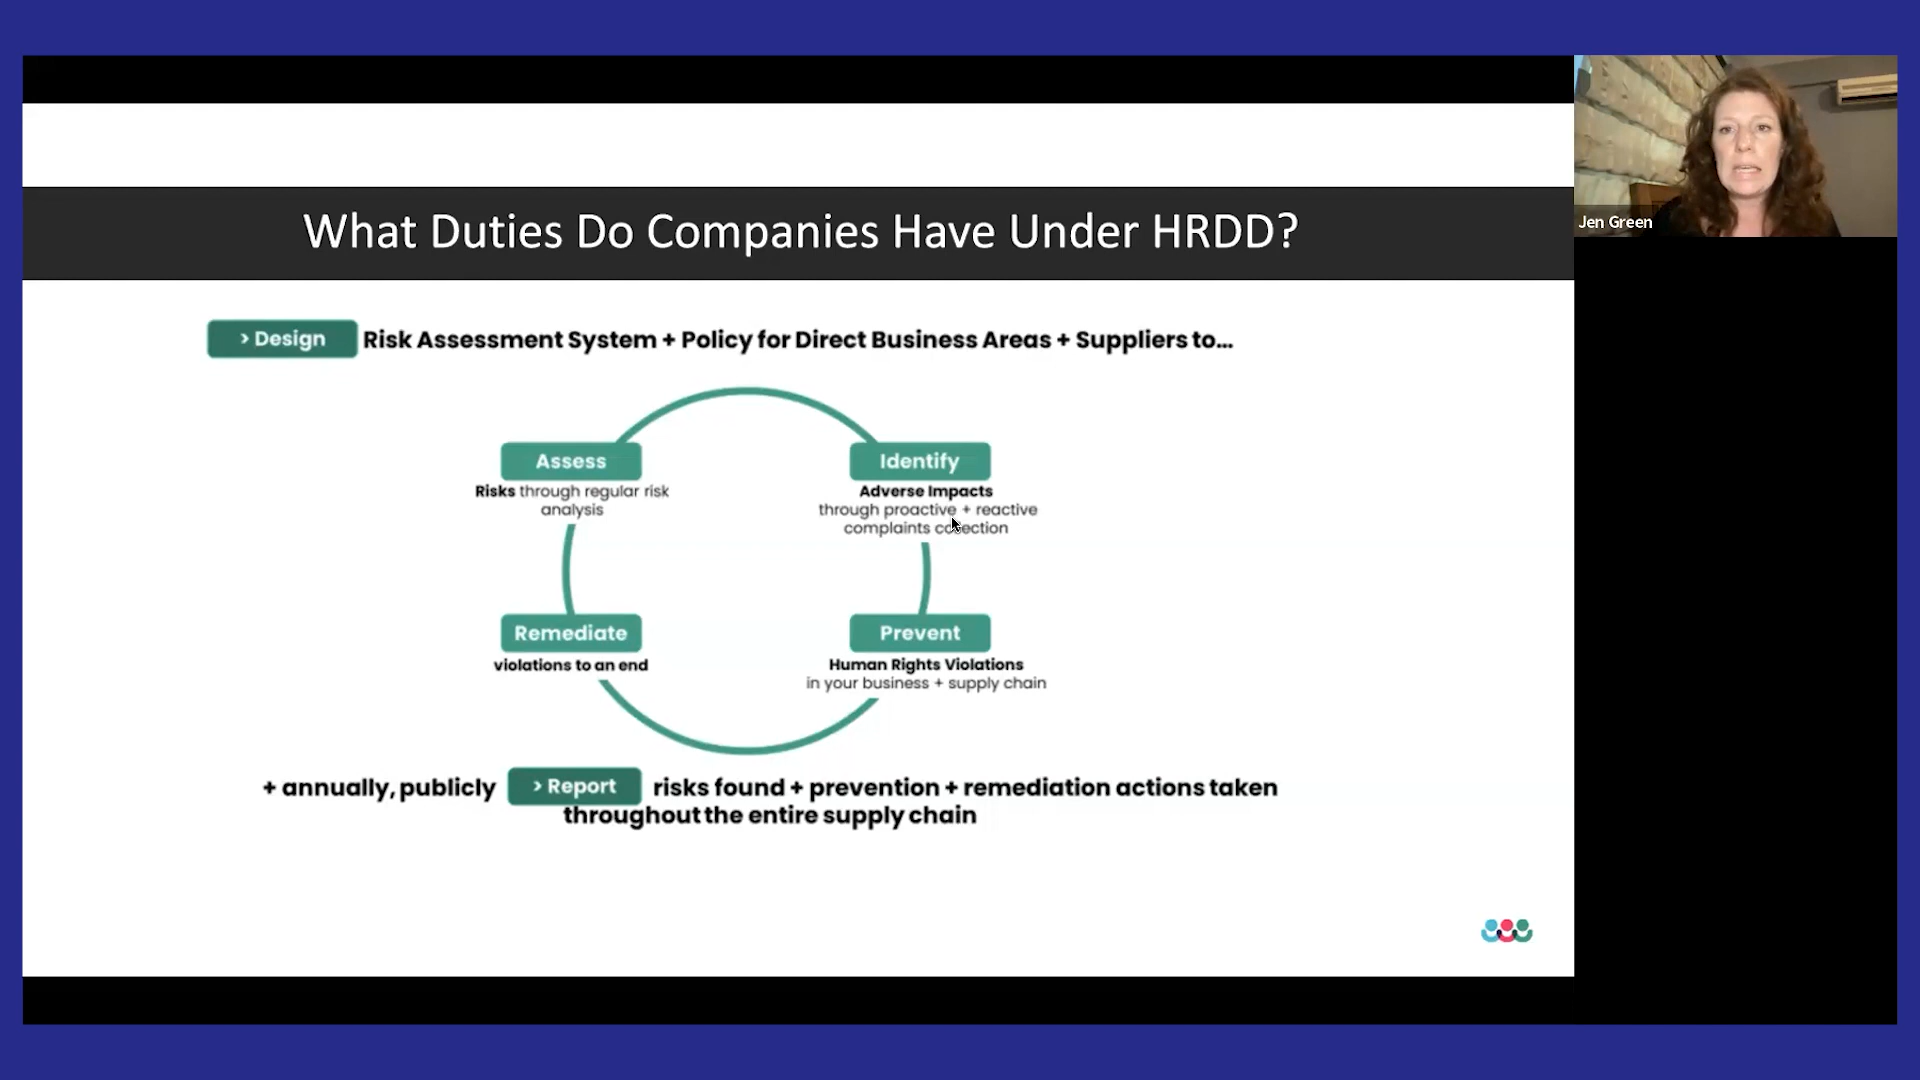 What Duties Do Companies Have Under HRDD?
Jen Green
> Design Risk Assessment System + Policy for Direct Business Areas + Suppliers to...
Assess
Risks through regular risk
analysis
Identify
Adverse Impacts
through proactive + reactive
complaints collection
Remediate
violations to an end
Prevent
Human Rights Violations
in your business + supply chain
+ annually, publicly > Report risks found + prevention + remediation actions taken
throughout the entire supply chain